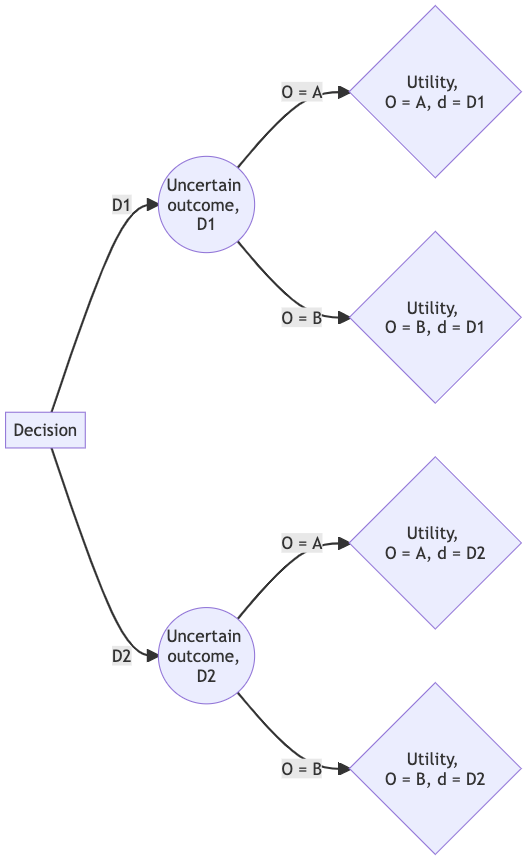 O = A
Utility,
O = A, d = D1
Uncertain
outcome,
D1
D1
O = B
Utility,
O = B, d = D1
Decision
O = A
Utility,
O = A, d = D2
D2
Uncertain
outcome,
D2
O = B
Utility,
O = B, d = D2